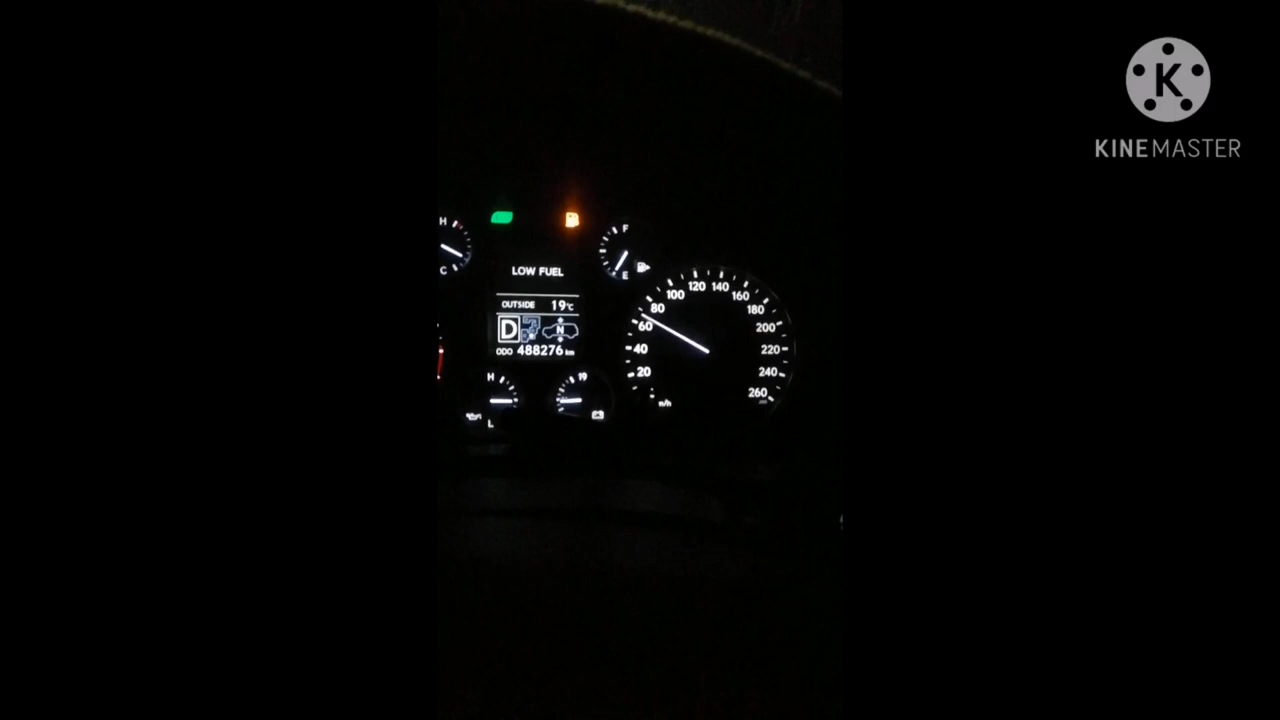 K
KINEMASTER
H
C
F
E
LOW FUEL
OUTSIDE 19°C
D
N
ODO 488276 km
H
L
19
20
40
60
80
100
120
140
160
180
200
220
240
260